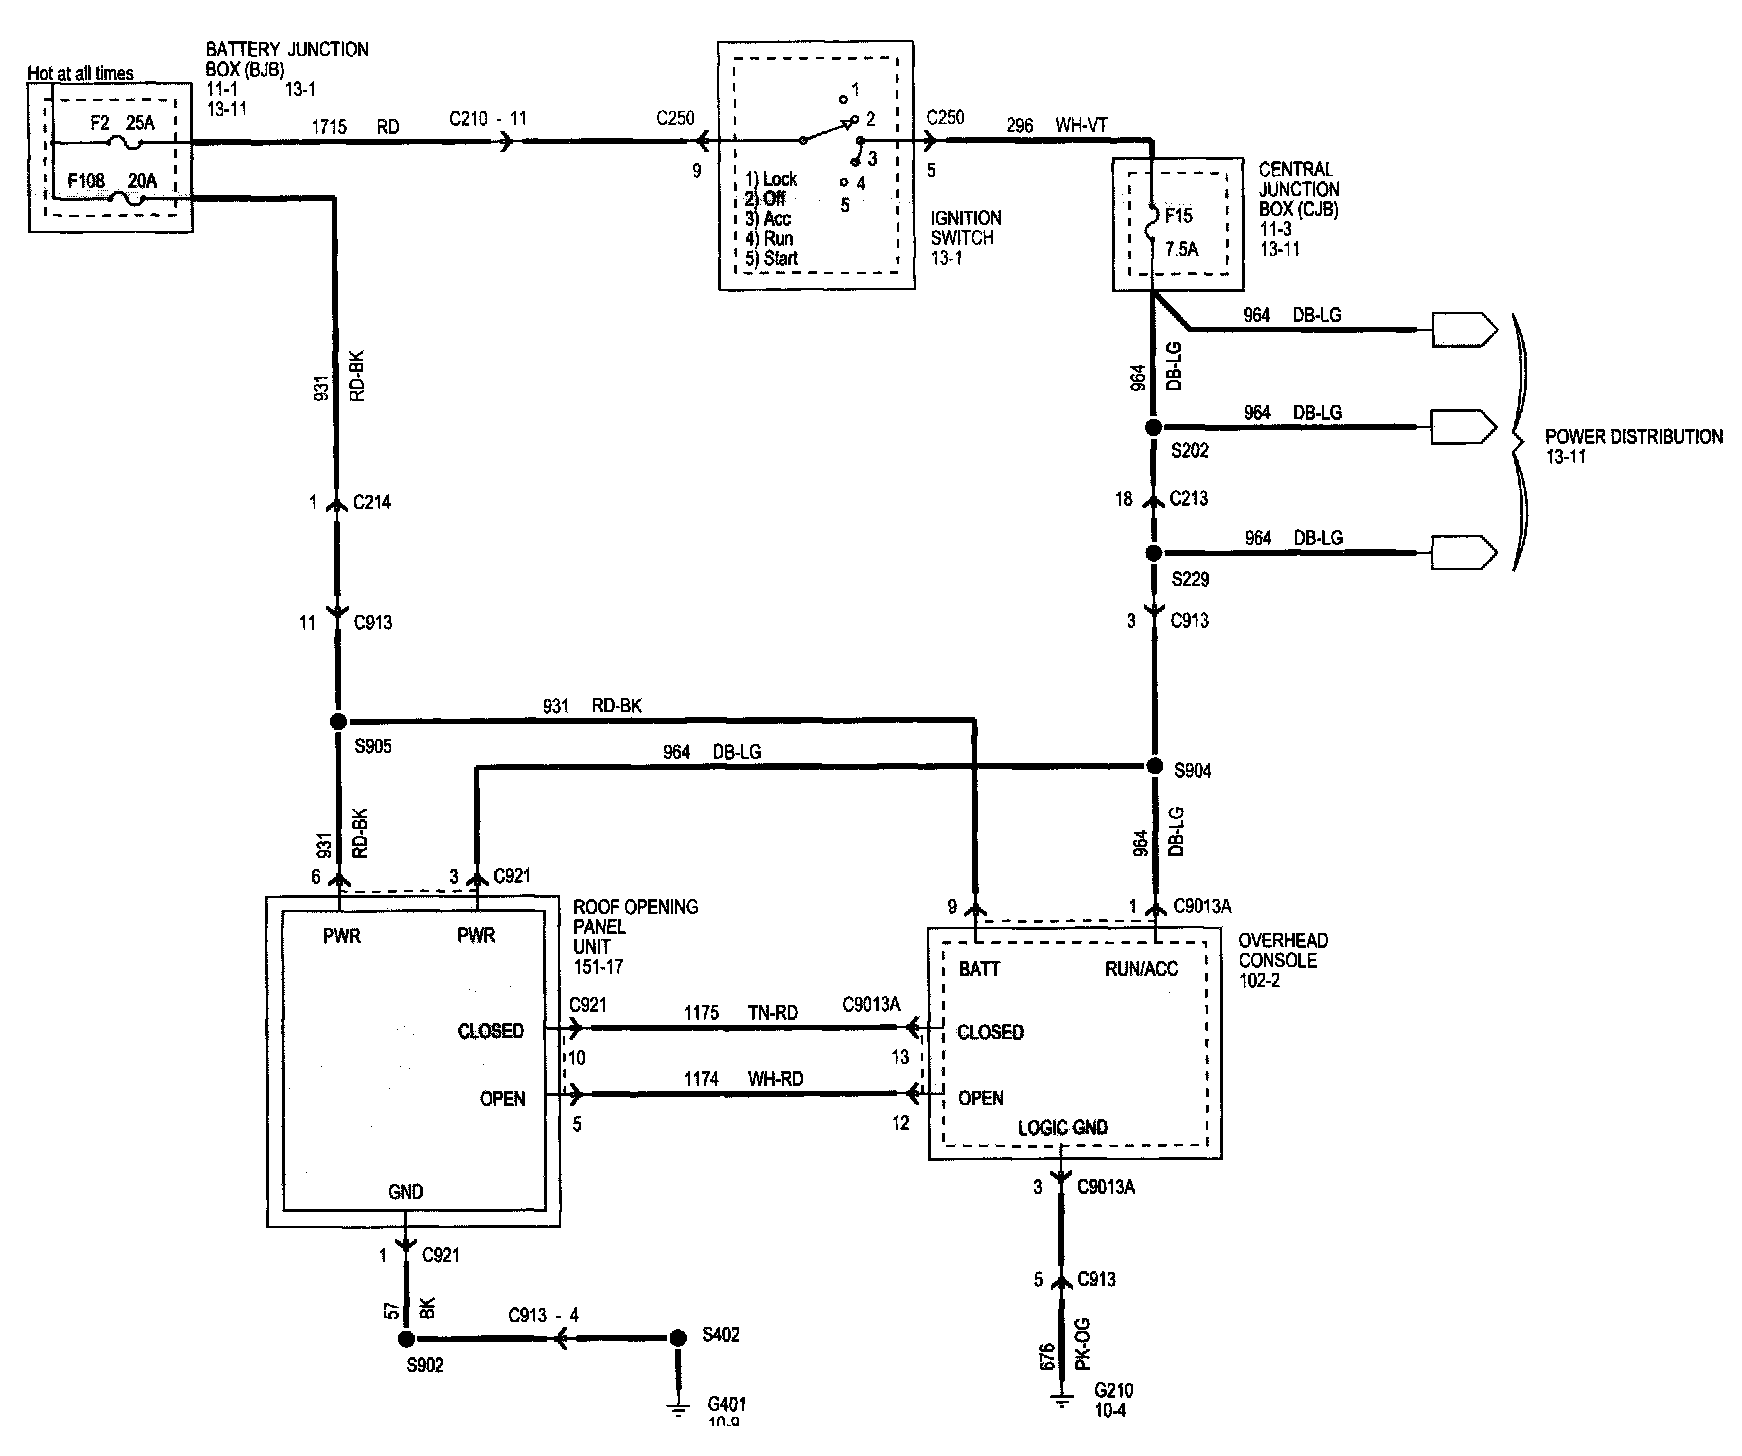 Hot at all times
BATTERY JUNCTION
BOX (BJB)
11-1 13-1
13-11
F2 25A
F108 20A
1715 RD
C210 - 11
C250
9
1
2
3
4
5
1) Lock
2) Off
3) Acc
4) Run
5) Start
IGNITION
SWITCH
13-1
C250
5
296 WH-VT
CENTRAL
JUNCTION
BOX (CJB)
11-3
13-11
F15
7.5A
964 DB-LG
964 DB-LG
964 DB-LG
S202
18 C213
964 DB-LG
S229
POWER DISTRIBUTION
13-11
3 C913
931 RD-BK
1 C214
11 C913
S905
931 RD-BK
964 DB-LG
S904
931 RD-BK
964 DB-LG
6
3 C921
9
1 C9013A
ROOF OPENING
PANEL
UNIT
151-17
PWR PWR
CLOSED
OPEN
GND
C921
10
5
1175 TN-RD
1174 WH-RD
C9013A
13
12
OVERHEAD
CONSOLE
102-2
BATT RUN/ACC
CLOSED
OPEN
LOGIC GND
3 C9013A
5 C913
676 PK-OG
G210
10-4
1 C921
57 BK
S902
C913 - 4
S402
G401
10-9